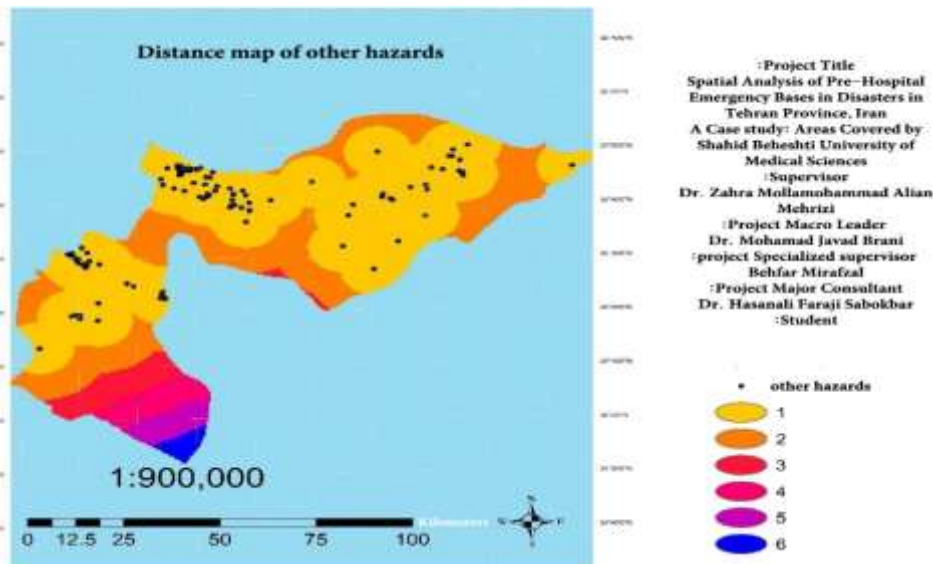 Distance map of other hazards
:Project Title
Spatial Analysis of Pre-Hospital
Emergency Bases in Disasters in
Tehran Province, Iran
A Case study: Areas Covered by
Shahid Beheshti University of
Medical Sciences
:Supervisor
Dr. Zahra Mollamohammad Alian
Mehrizi
:Project Macro Leader
Dr. Mohamad Javad Brani
:project Specialized supervisor
Behfar Mirafzal
:Project Major Consultant
Dr. Hasanali Faraji Sabokbar
:Student
other hazards
1
2
3
4
5
6
1:900,000
Kilometers
0 12.5 25 50 75 100
N
W E
S